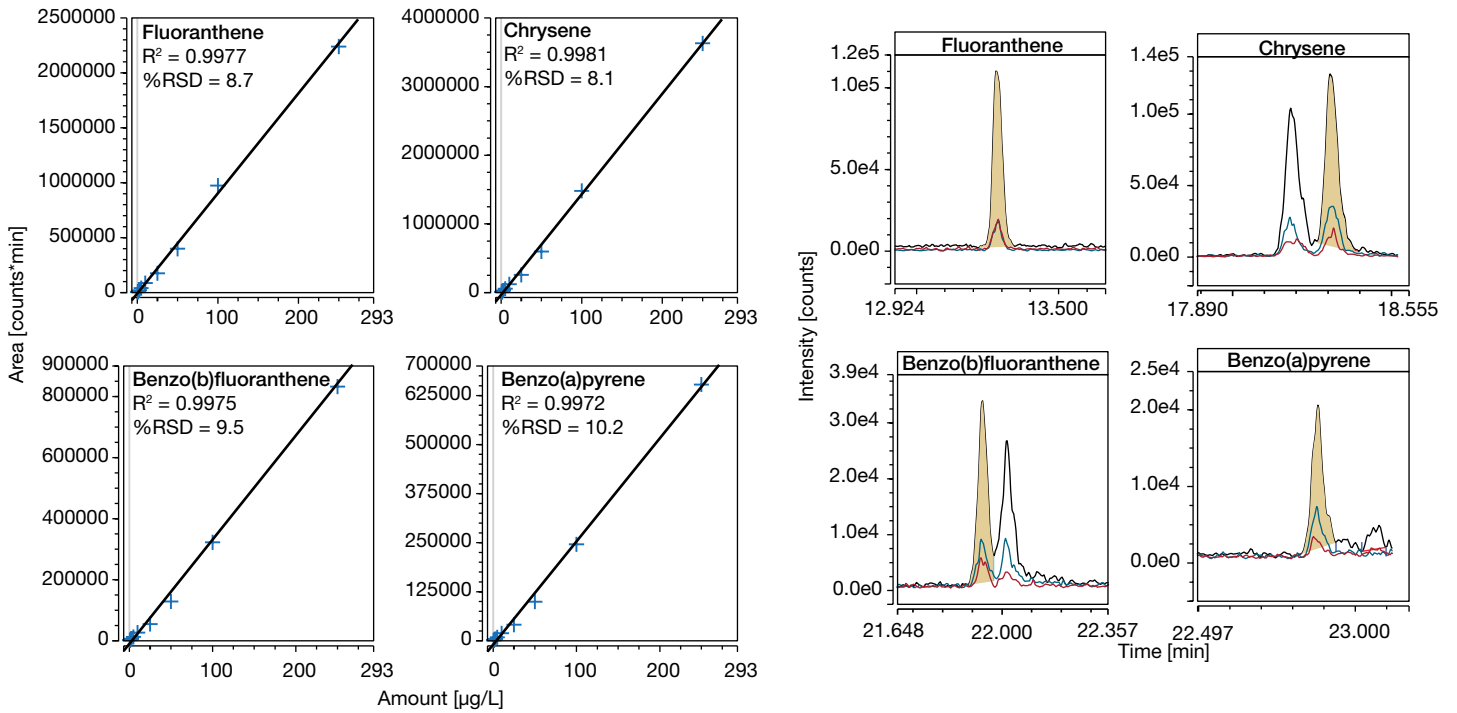 Area [counts*min]
Fluoranthene
R² = 0.9977
%RSD = 8.7
2500000
2000000
1500000
1000000
500000
0
0
100
200
293
Chrysene
R² = 0.9981
%RSD = 8.1
4000000
3000000
2000000
1000000
0
0
100
200
293
Benzo(b)fluoranthene
R² = 0.9975
%RSD = 9.5
900000
800000
600000
400000
200000
0
0
100
200
293
Benzo(a)pyrene
R² = 0.9972
%RSD = 10.2
700000
625000
500000
375000
250000
125000
0
0
100
200
293
Amount [µg/L]
Intensity [counts]
Fluoranthene
1.2e5
1.0e5
5.0e4
0.0e0
12.924
13.500
Chrysene
1.4e5
1.0e5
5.0e4
0.0e0
17.890
18.555
Benzo(b)fluoranthene
3.9e4
3.0e4
2.0e4
1.0e4
0.0e0
21.648
22.000
22.357
Benzo(a)pyrene
2.5e4
2.0e4
1.0e4
0.0e0
22.497
23.000
Time [min]